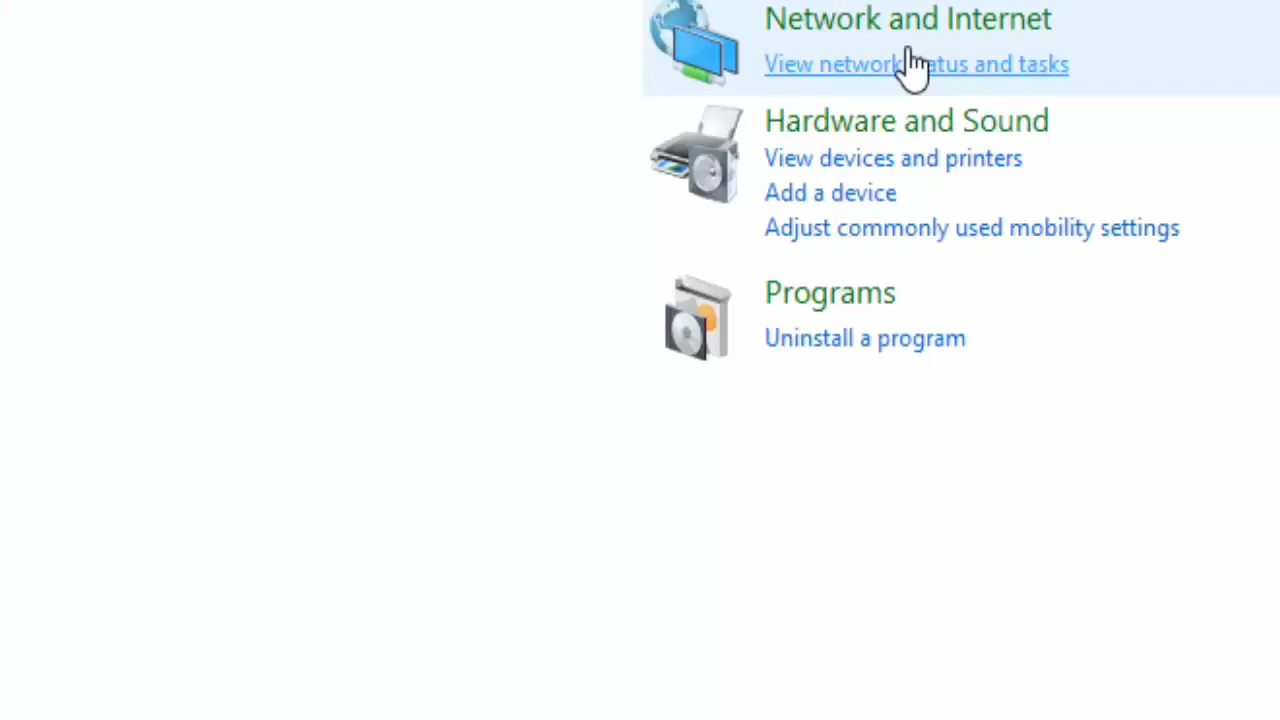 Network and Internet
View network status and tasks
Hardware and Sound
View devices and printers
Add a device
Adjust commonly used mobility settings
Programs
Uninstall a program